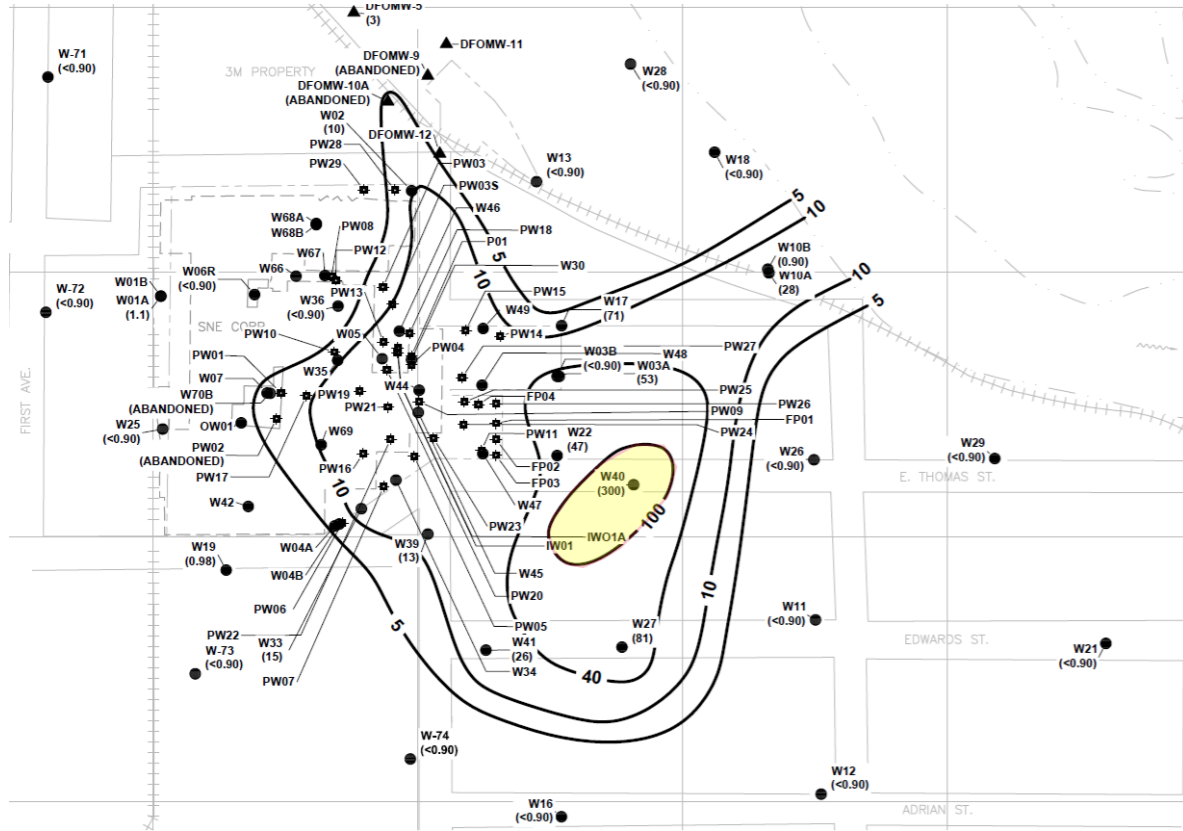 DFOMW-5
(3)
DFOMW-11
W-71
(<0.90)
3M PROPERTY
DFOMW-9
(ABANDONED)
W28
(<0.90)
DFOMW-10A
(ABANDONED)
W02
(10)
DFOMW-12
PW28
PW29
PW03
PW03S
W13
(<0.90)
W18
(<0.90)
W46
5
10
W68A
W68B
PW08
PW18
P01
5
W67
PW12
W30
W10B
(0.90)
10
W06R
(<0.90)
W66
W01B
W10A
(28)
5
W-72
(<0.90)
W01A
(1.1)
W36
(<0.90)
PW13
10
PW15
W49
W17
(71)
SNE CORP
PW10
W05
PW14
PW04
PW27
PW01
W03B
(<0.90)
W48
W07
W35
W03A
(53)
FIRST AVE.
W70B
(ABANDONED)
PW19
W44
FP04
PW25
PW26
PW21
PW09
FP01
W25
(<0.90)
OW01
PW24
PW02
(ABANDONED)
W69
PW11
W22
(47)
W26
(<0.90)
W29
(<0.90)
PW17
PW16
FP02
FP03
E. THOMAS ST.
W40
(300)
10
W42
W47
100
PW23
IWO1A
IW01
W19
(0.98)
W04A
W39
(13)
W45
W04B
PW20
10
PW06
PW05
W11
(<0.90)
5
PW22
W33
(15)
W41
(26)
W27
(81)
EDWARDS ST.
W21
(<0.90)
W-73
(<0.90)
W34
40
PW07
W-74
(<0.90)
W12
(<0.90)
W16
(<0.90)
ADRIAN ST.